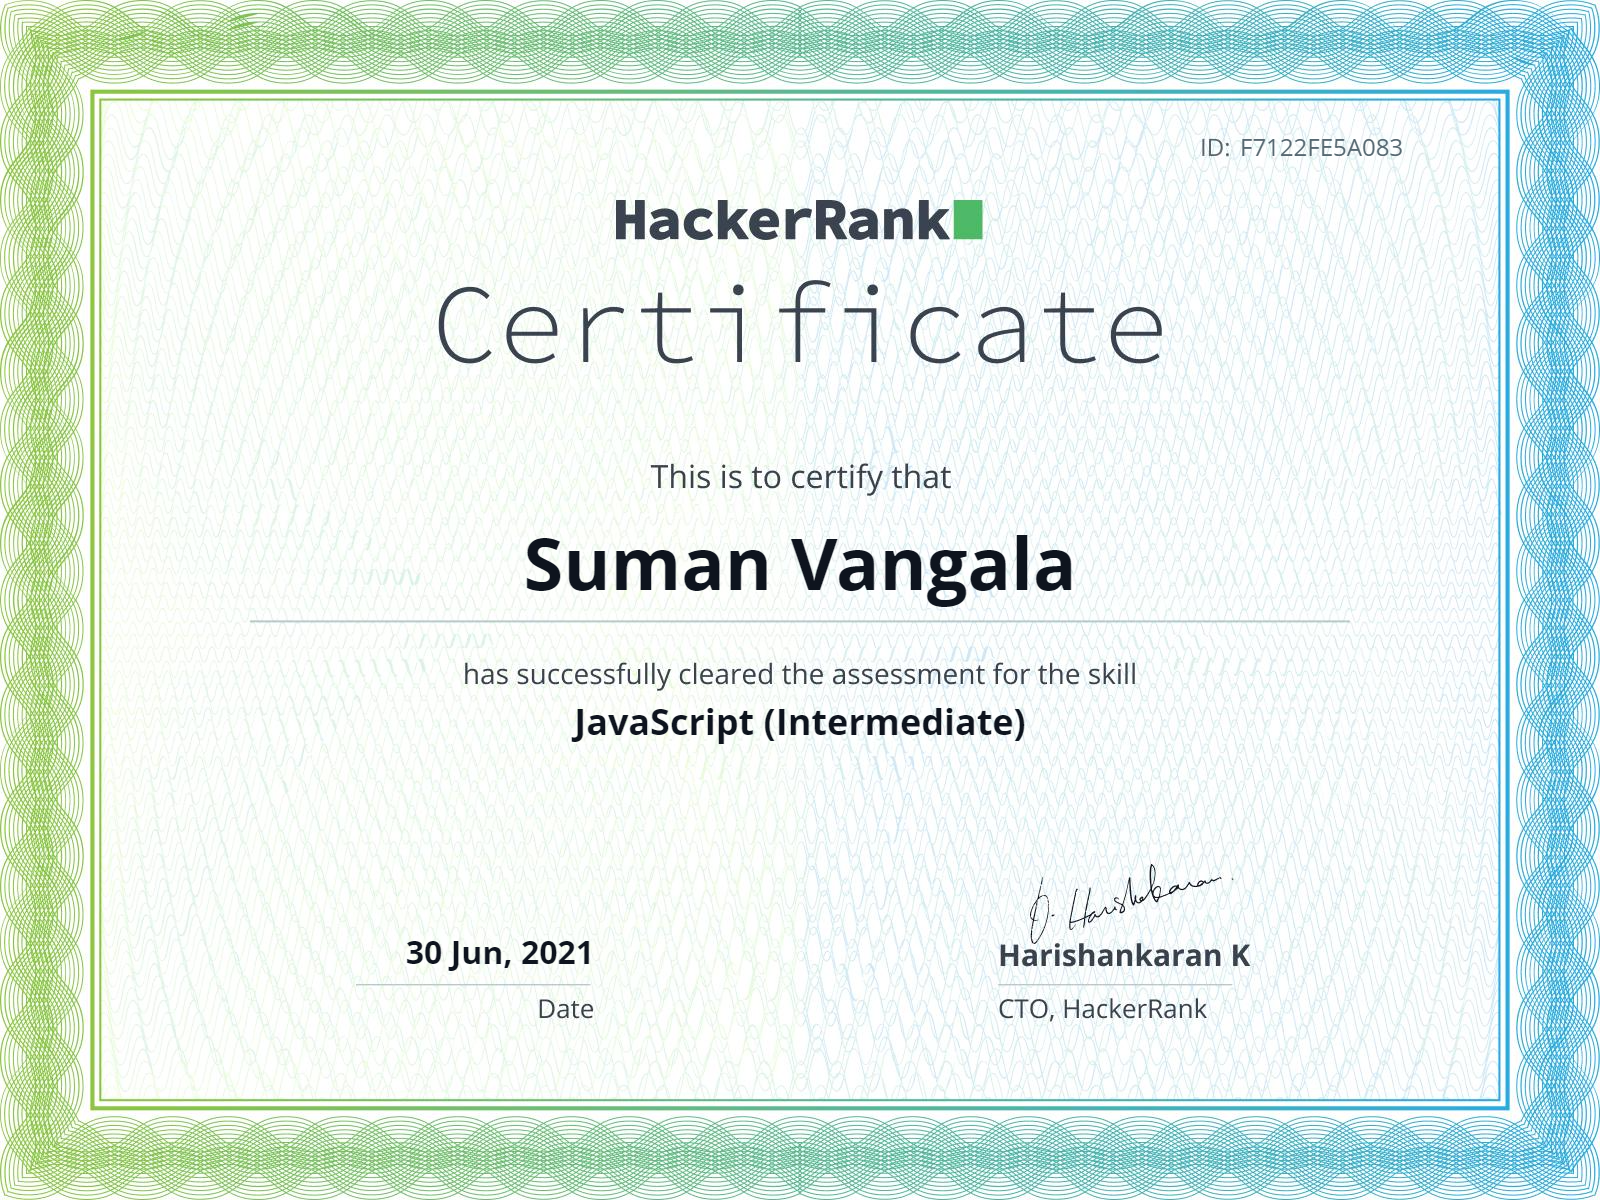 ID: F7122FE5A083
HackerRank
Certificate
This is to certify that
Suman Vangala
has successfully cleared the assessment for the skill
JavaScript (Intermediate)
J. Harishankaran
30 Jun, 2021
Harishankaran K
Date
CTO, HackerRank